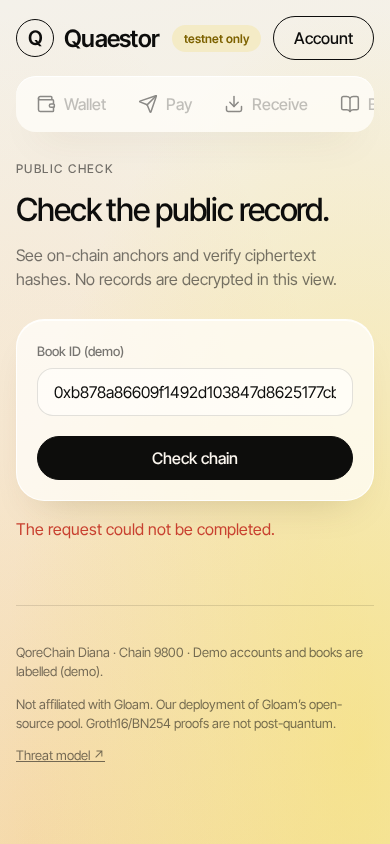 Q Quaestor testnet only Account
Wallet Pay Receive
PUBLIC CHECK
Check the public record.
See on-chain anchors and verify ciphertext
hashes. No records are decrypted in this view.
Book ID (demo)
0xb878a86609f1492d103847d8625177cb
Check chain
The request could not be completed.
QoreChain Diana · Chain 9800 · Demo accounts and books are
labelled (demo).
Not affiliated with Gloam. Our deployment of Gloam’s open-
source pool. Groth16/BN254 proofs are not post-quantum.
Threat model ↗